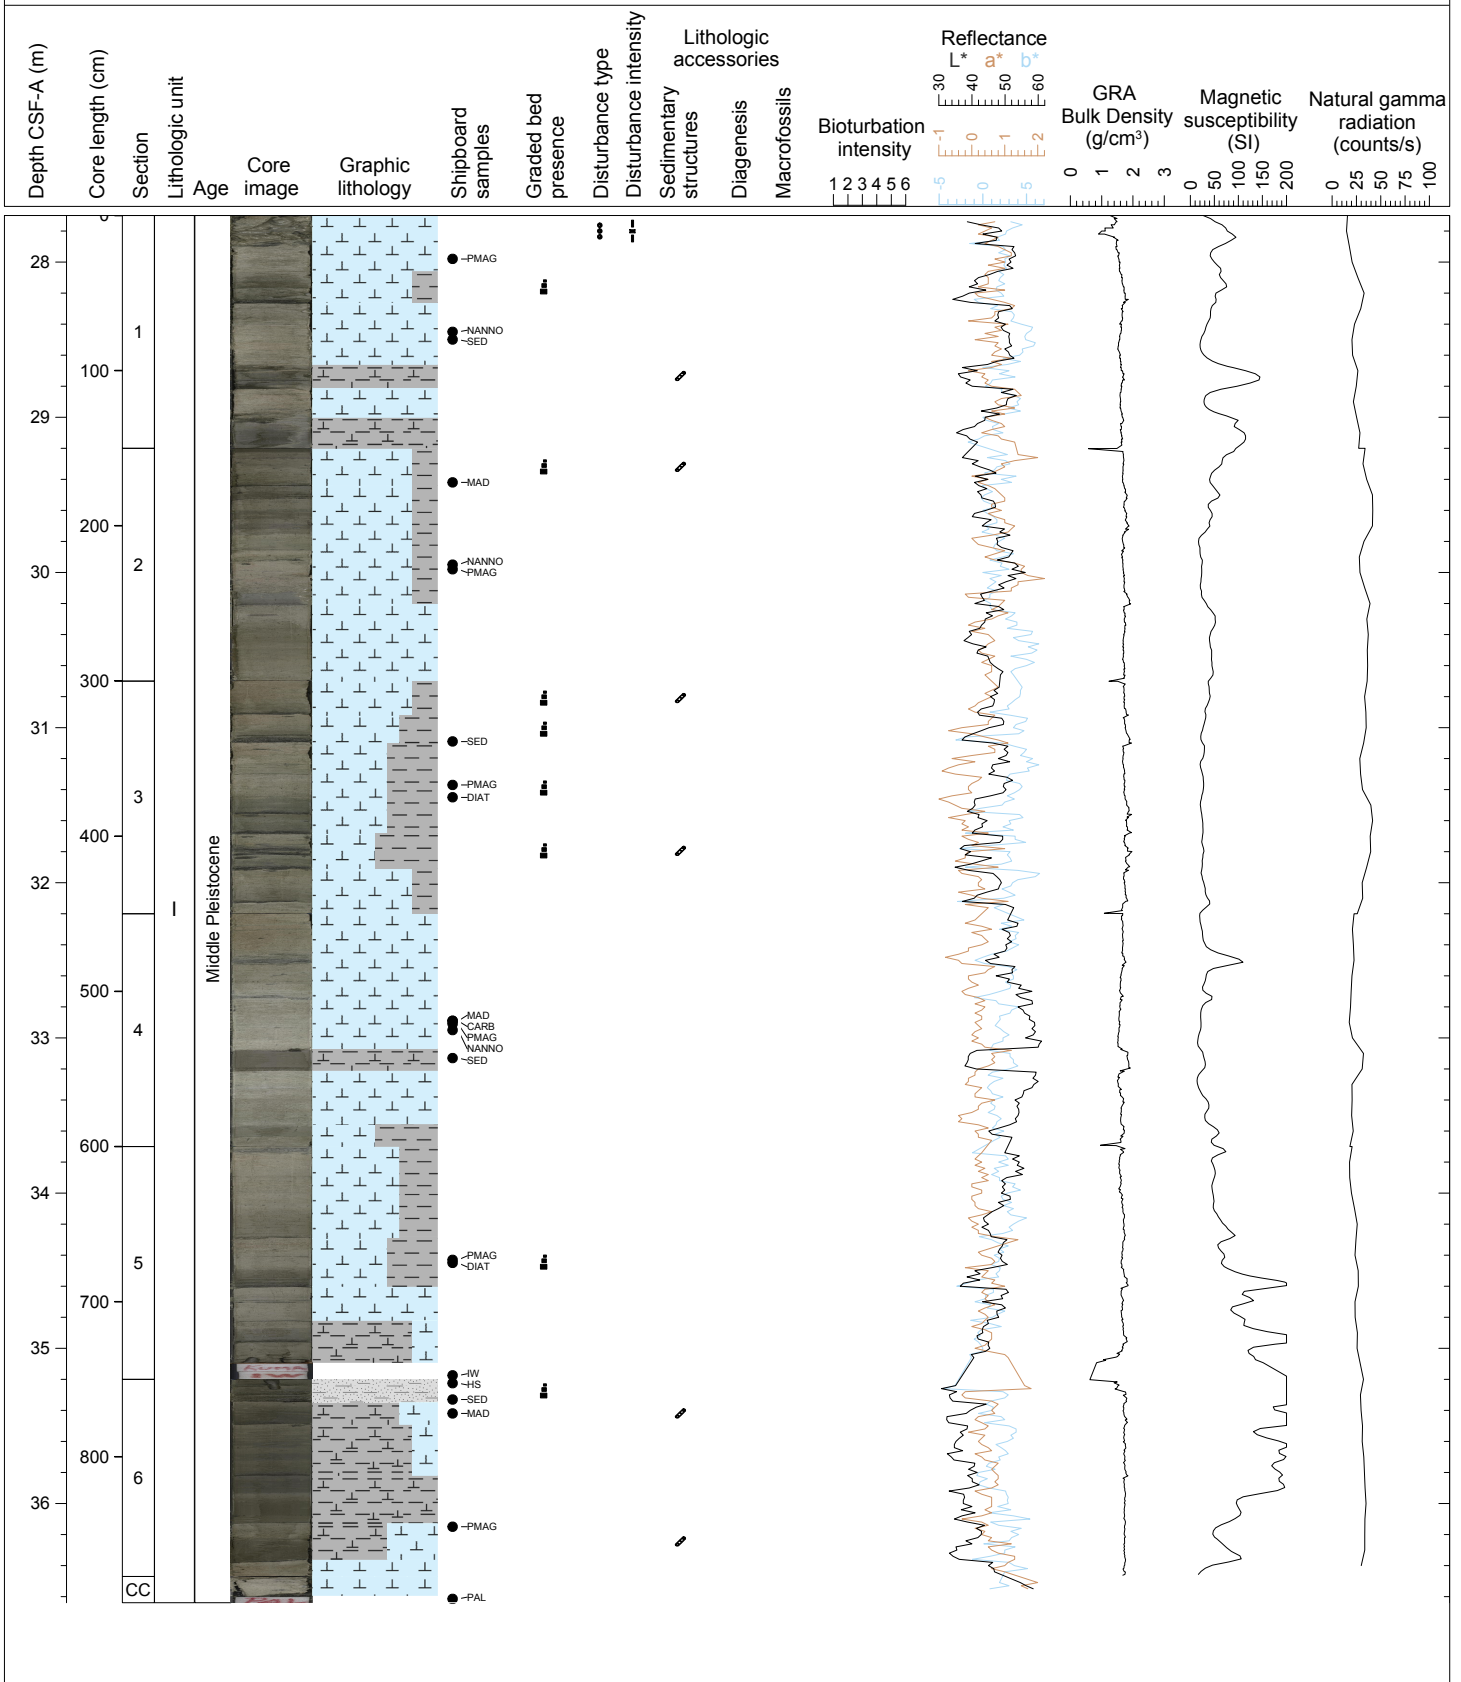 Depth CSF-A (m)
Core length (cm)
Section
Lithologic unit
Age
Core
image
Graphic
lithology
Shipboard
samples
Graded bed
presence
Disturbance type
Disturbance intensity
Lithologic
accessories
Sedimentary
structures
Diagenesis
Macrofossils
Bioturbation
intensity
1 2 3 4 5 6
Reflectance
L* a* b*
30 40 50 60
-1 0 1 2
-5 0 5
GRA
Bulk Density
(g/cm³)
0 1 2 3
Magnetic
susceptibility
(SI)
0 50 100 150 200
Natural gamma
radiation
(counts/s)
0 25 50 75 100
0
28
PMAG
1
NANNO
SED
100
29
MAD
200
2
NANNO
PMAG
30
300
31
SED
PMAG
DIAT
3
400
32
I
Middle Pleistocene
500
MAD
CARB
PMAG
NANNO
SED
33
4
600
34
PMAG
DIAT
5
700
35
IW
HS
SED
MAD
800
6
36
PMAG
CC
PAL